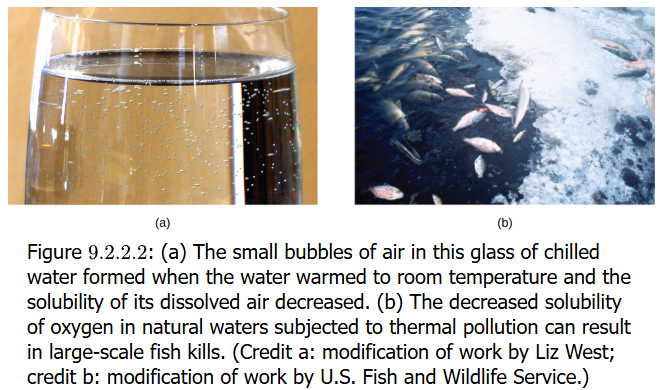 (a)
(b)
Figure 9.2.2.2: (a) The small bubbles of air in this glass of chilled
water formed when the water warmed to room temperature and the
solubility of its dissolved air decreased. (b) The decreased solubility
of oxygen in natural waters subjected to thermal pollution can result
in large-scale fish kills. (Credit a: modification of work by Liz West;
credit b: modification of work by U.S. Fish and Wildlife Service.)